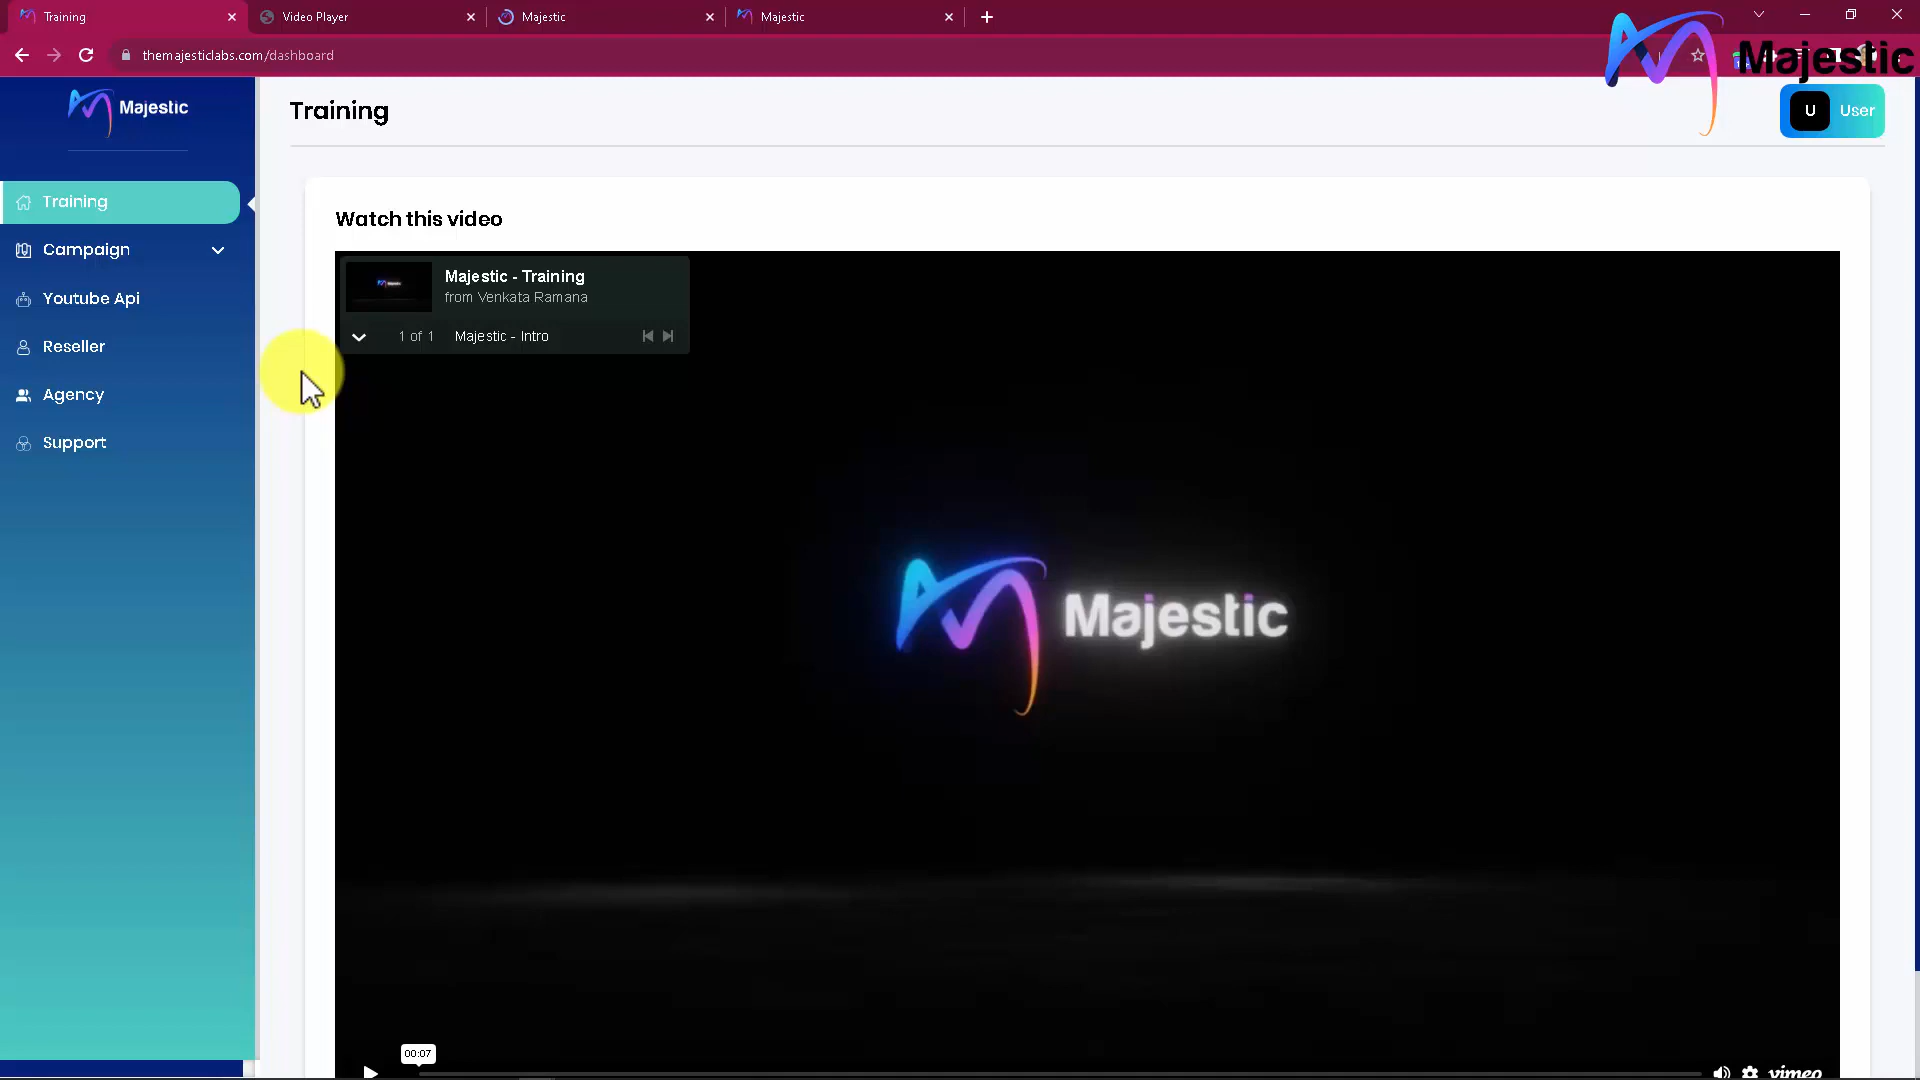 Training
Video Player
Majestic
Majestic
themajesticlabs.com/dashboard
Majestic
Majestic
Training
U
User
Training
Campaign
Youtube Api
Reseller
Agency
Support
Watch this video
Majestic - Training
from Venkata Ramana
1 of 1
Majestic - Intro
Majestic
00:07
vimeo